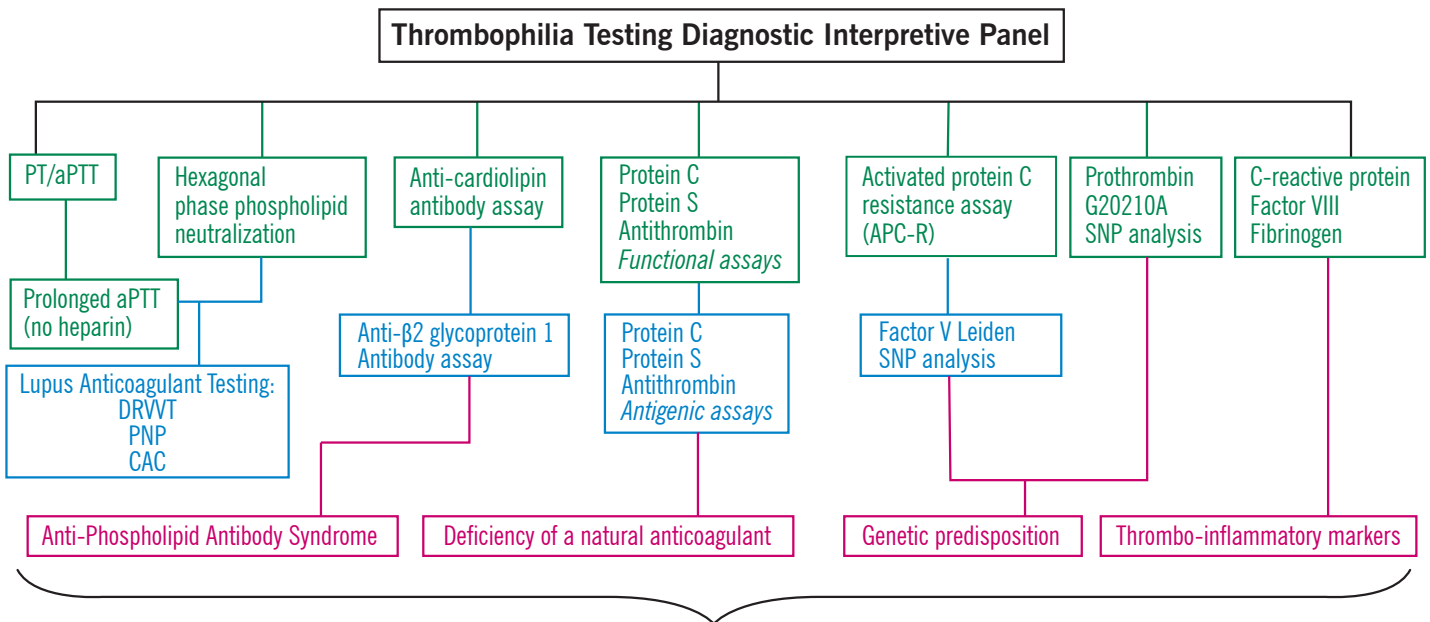 Thrombophilia Testing Diagnostic Interpretive Panel
PT/aPTT
Hexagonal
phase phospholipid
neutralization
Anti-cardiolipin
antibody assay
Protein C
Protein S
Antithrombin
Functional assays
Activated protein C
resistance assay
(APC-R)
Prothrombin
G20210A
SNP analysis
C-reactive protein
Factor VIII
Fibrinogen
Prolonged aPTT
(no heparin)
Anti-β2 glycoprotein 1
Antibody assay
Protein C
Protein S
Antithrombin
Antigenic assays
Factor V Leiden
SNP analysis
Lupus Anticoagulant Testing:
DRVVT
PNP
CAC
Anti-Phospholipid Antibody Syndrome
Deficiency of a natural anticoagulant
Genetic predisposition
Thrombo-inflammatory markers